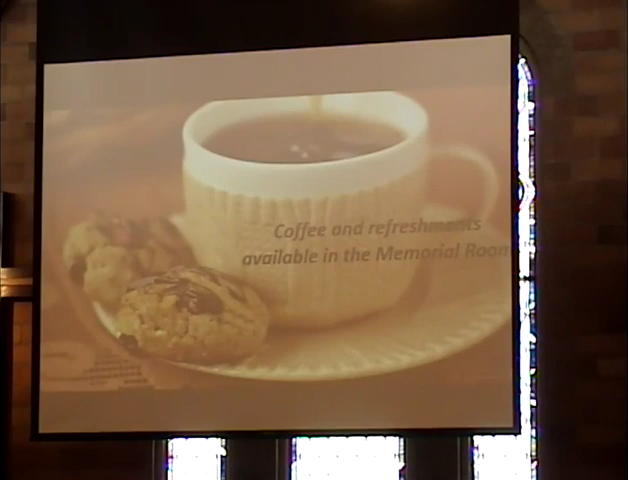 Coffee and refreshments
available in the Memorial Room